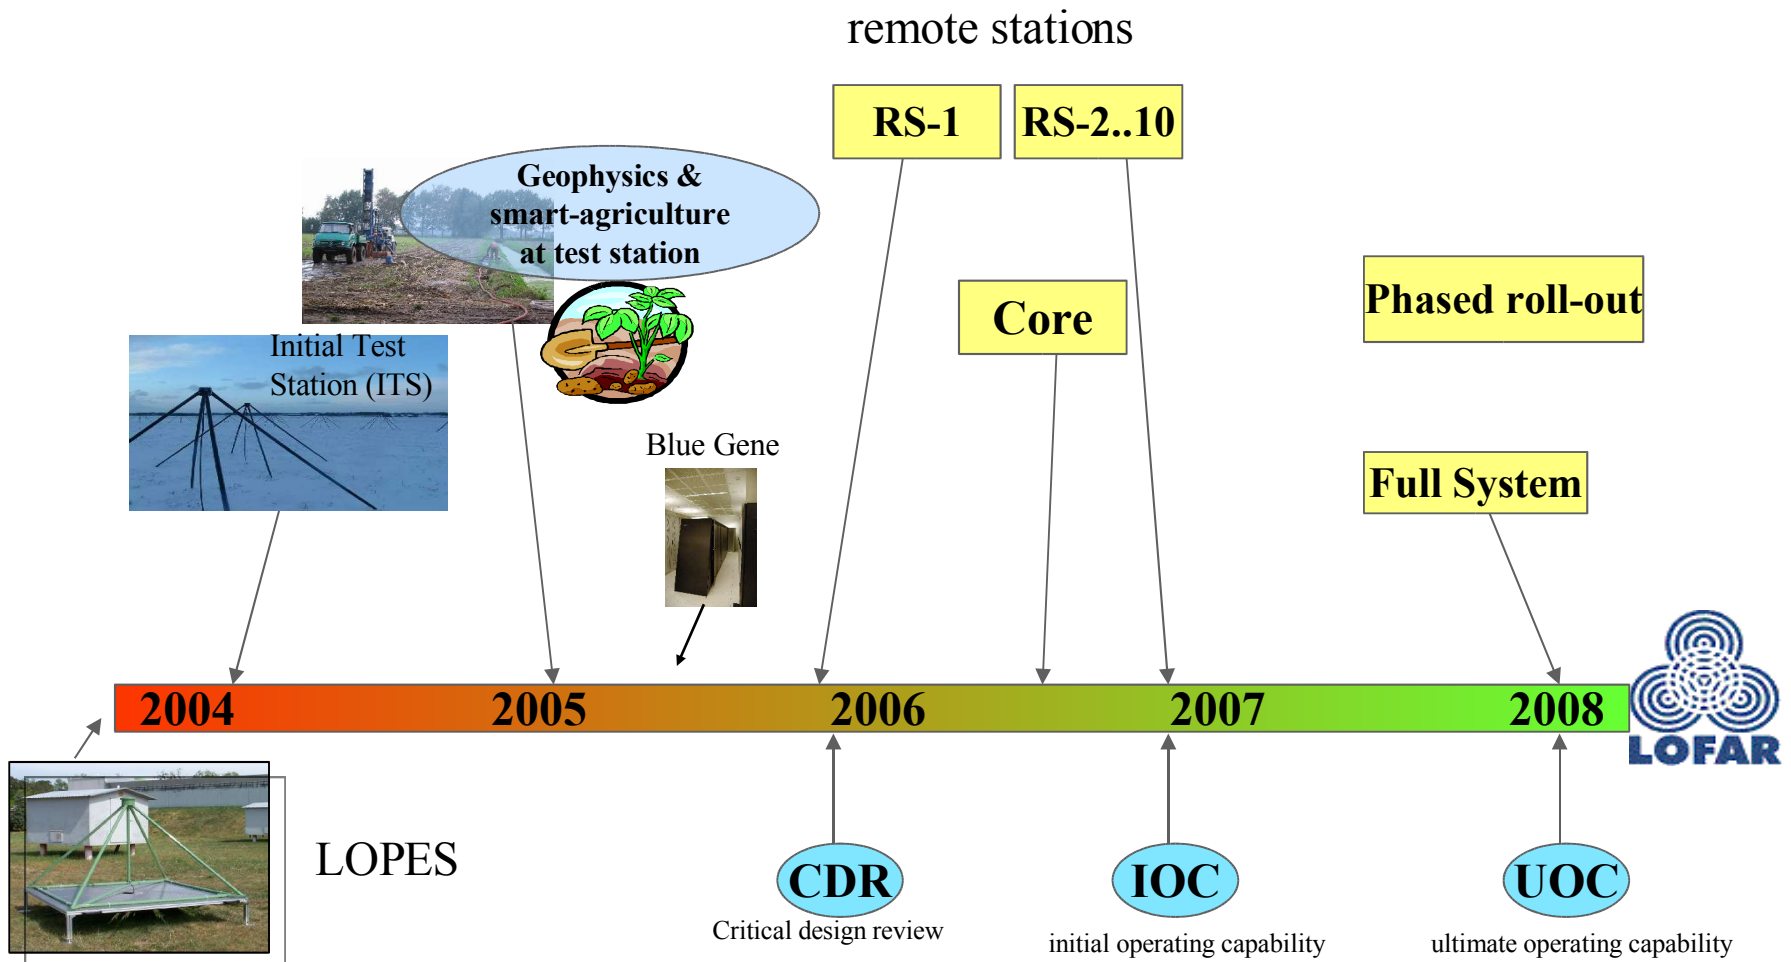 remote stations
RS-1
RS-2..10
Geophysics &
smart-agriculture
at test station
Core
Phased roll-out
Initial Test
Station (ITS)
Blue Gene
Full System
2004
2005
2006
2007
2008
LOFAR
LOPES
CDR
Critical design review
IOC
initial operating capability
UOC
ultimate operating capability